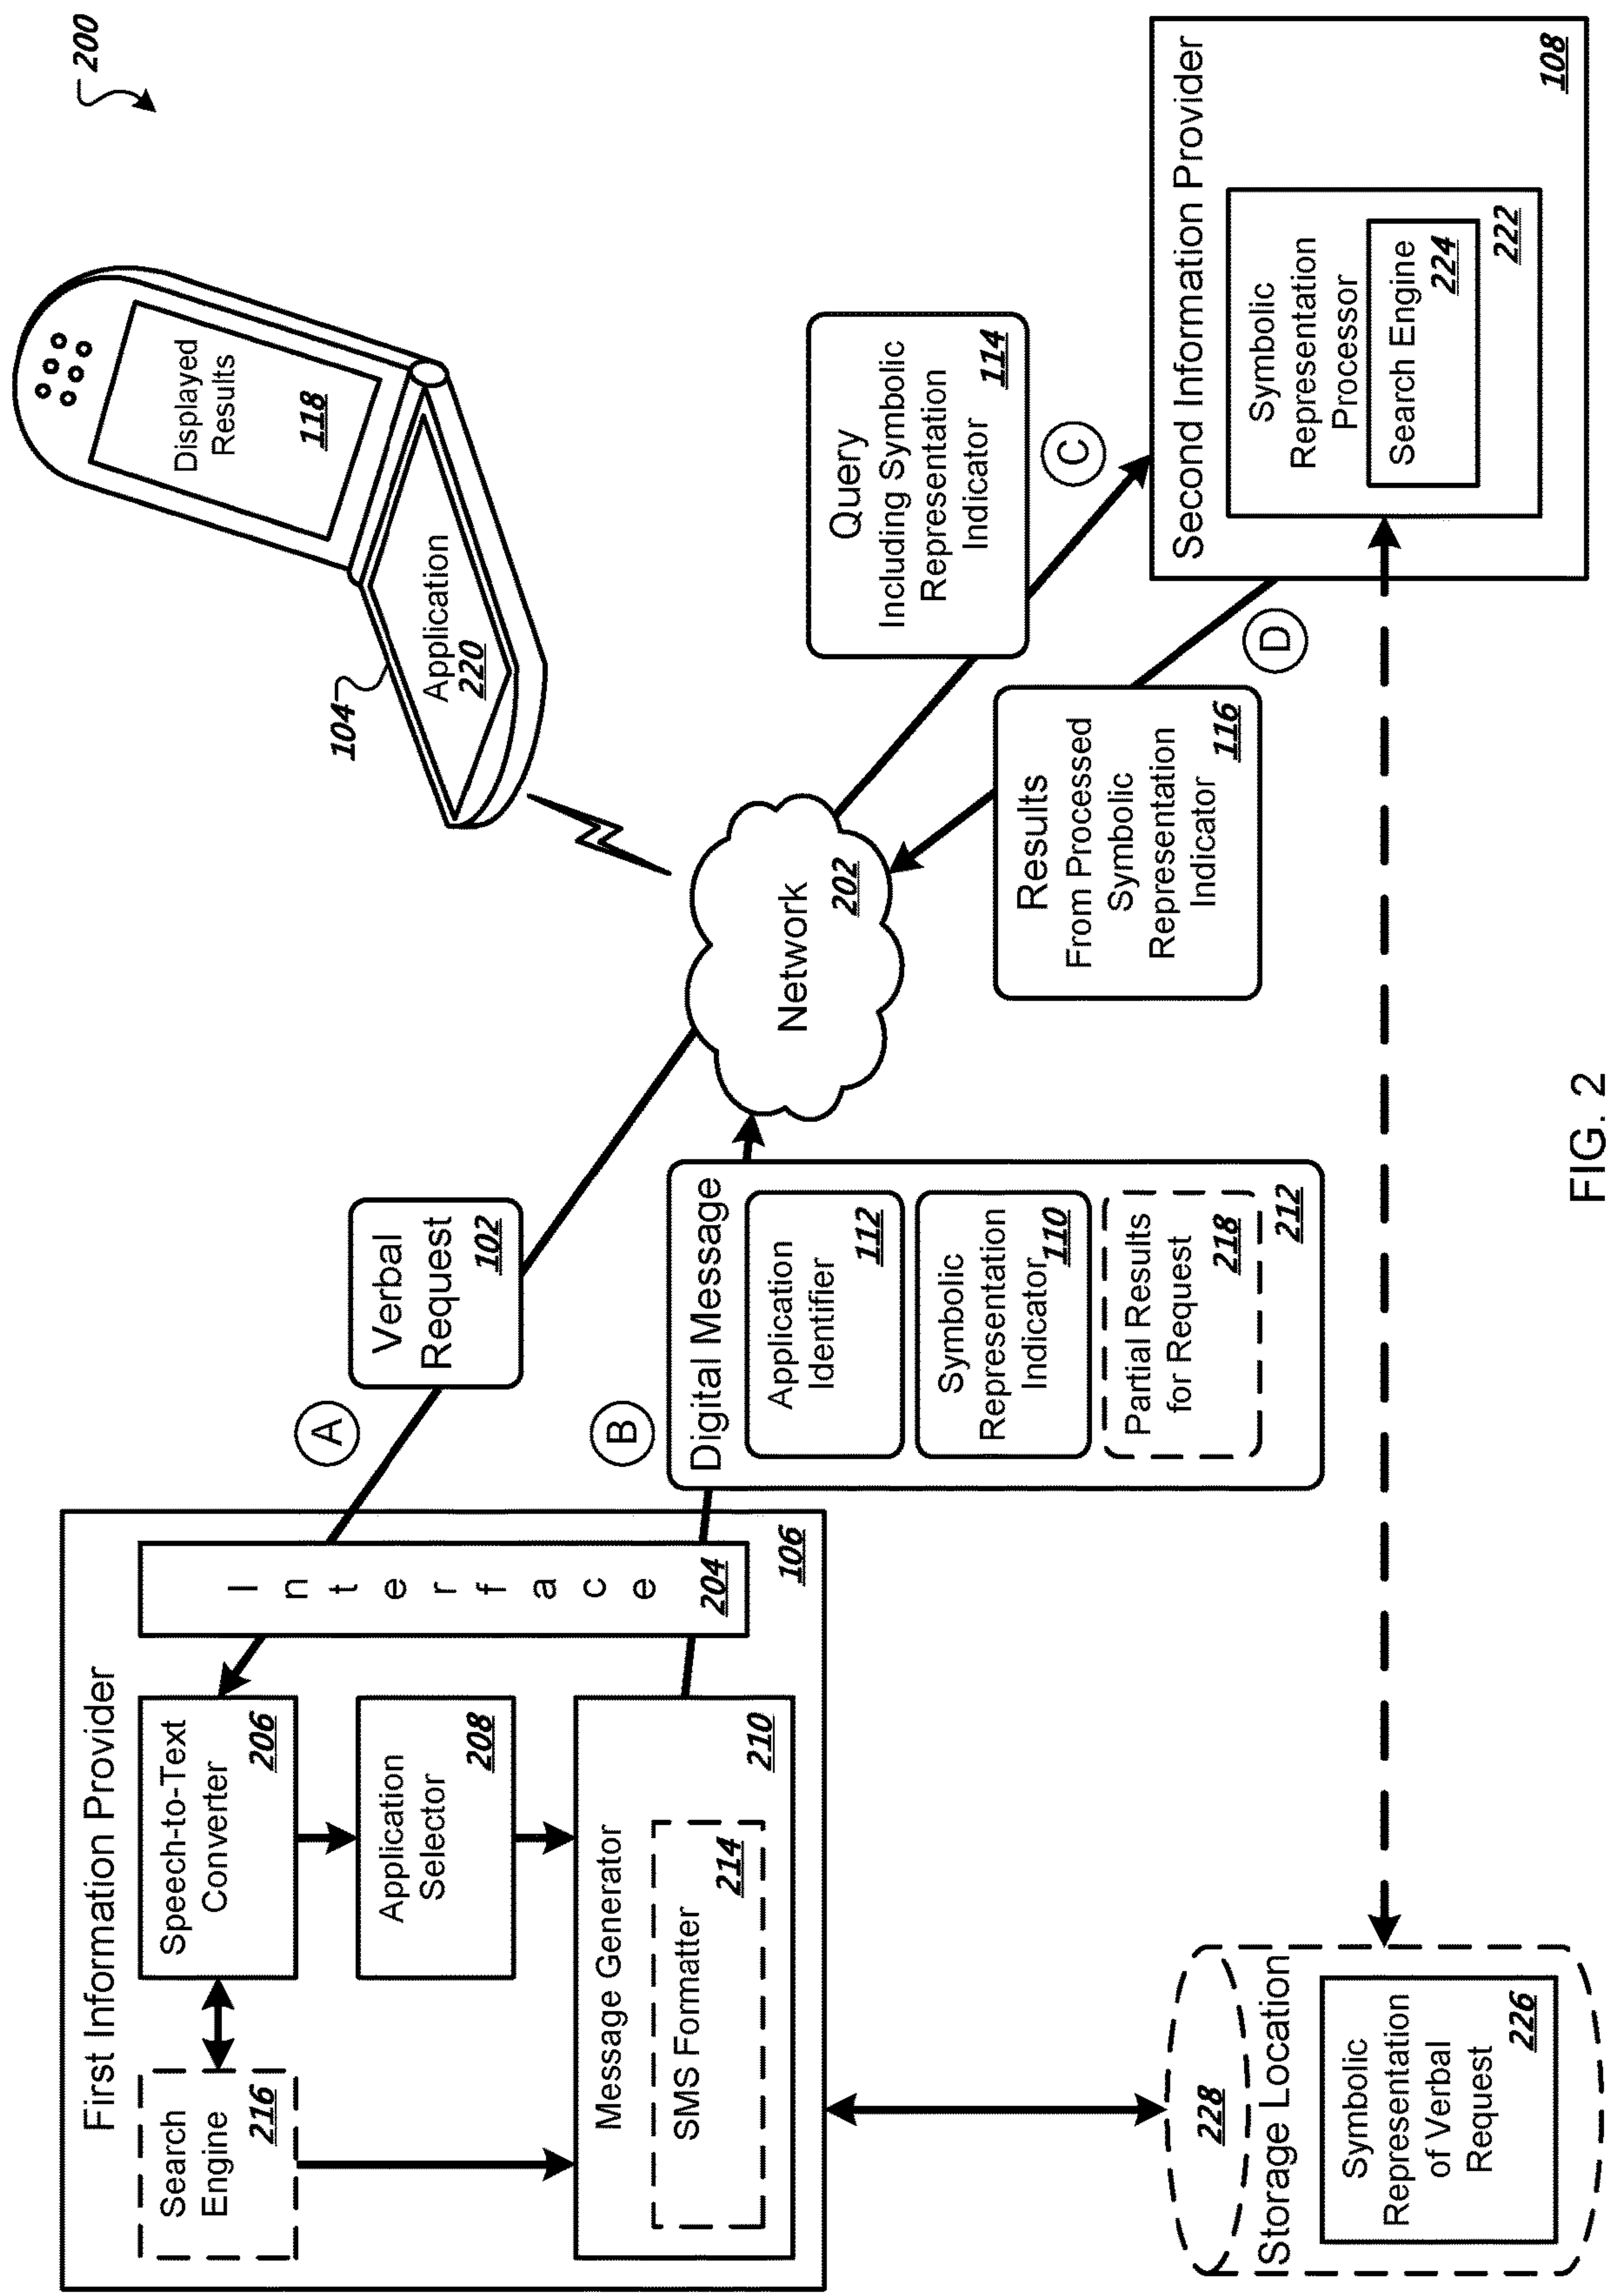 200
First Information Provider
Search
Engine
216
Speech-to-Text
Converter
206
Application
Selector
208
Message Generator
SMS Formatter
214
210
Interface
204
106
A
Verbal
Request
102
B
Digital Message
Application
Identifier
112
Symbolic
Representation
Indicator
110
Partial Results
for Request
218
212
Network
202
Displayed
Results
118
Application
220
104
Query
Including Symbolic
Representation
Indicator
114
C
Results
From Processed
Symbolic
Representation
Indicator
116
D
Second Information Provider
Symbolic
Representation
Processor
Search Engine
224
222
108
228
Storage Location
Symbolic
Representation
of Verbal
Request
226
FIG. 2